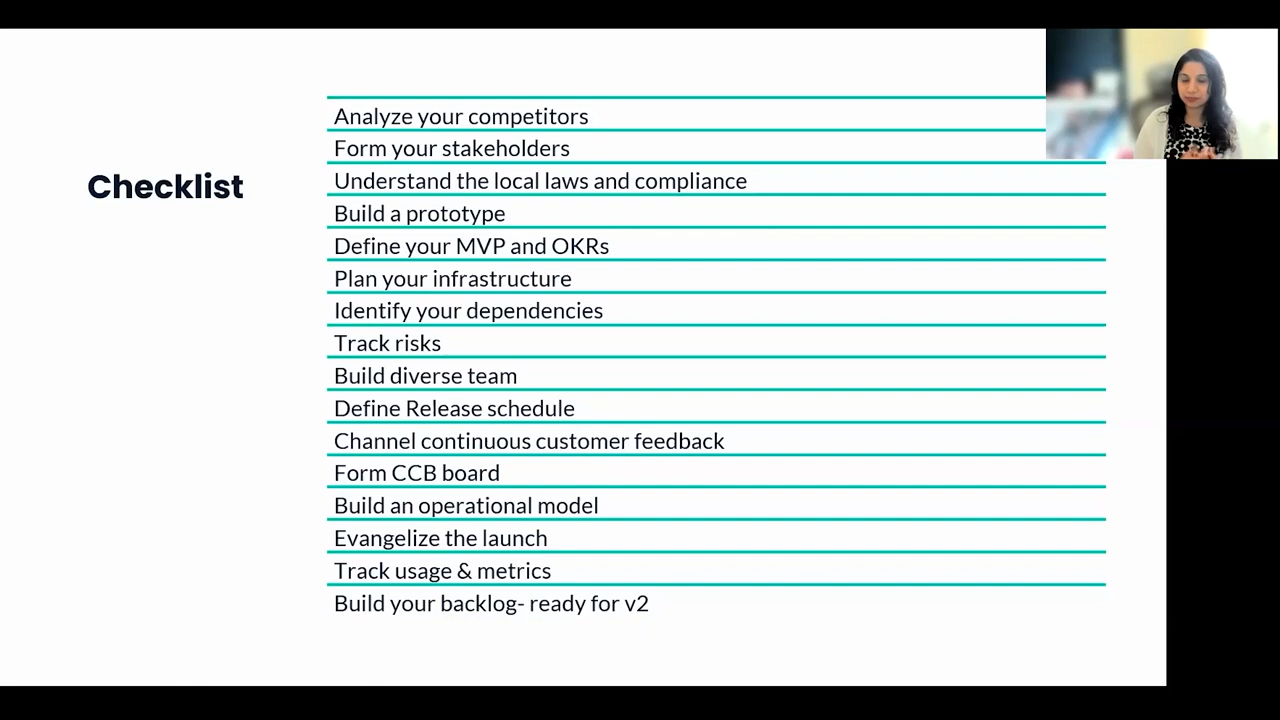 Checklist
Analyze your competitors
Form your stakeholders
Understand the local laws and compliance
Build a prototype
Define your MVP and OKRs
Plan your infrastructure
Identify your dependencies
Track risks
Build diverse team
Define Release schedule
Channel continuous customer feedback
Form CCB board
Build an operational model
Evangelize the launch
Track usage & metrics
Build your backlog- ready for v2